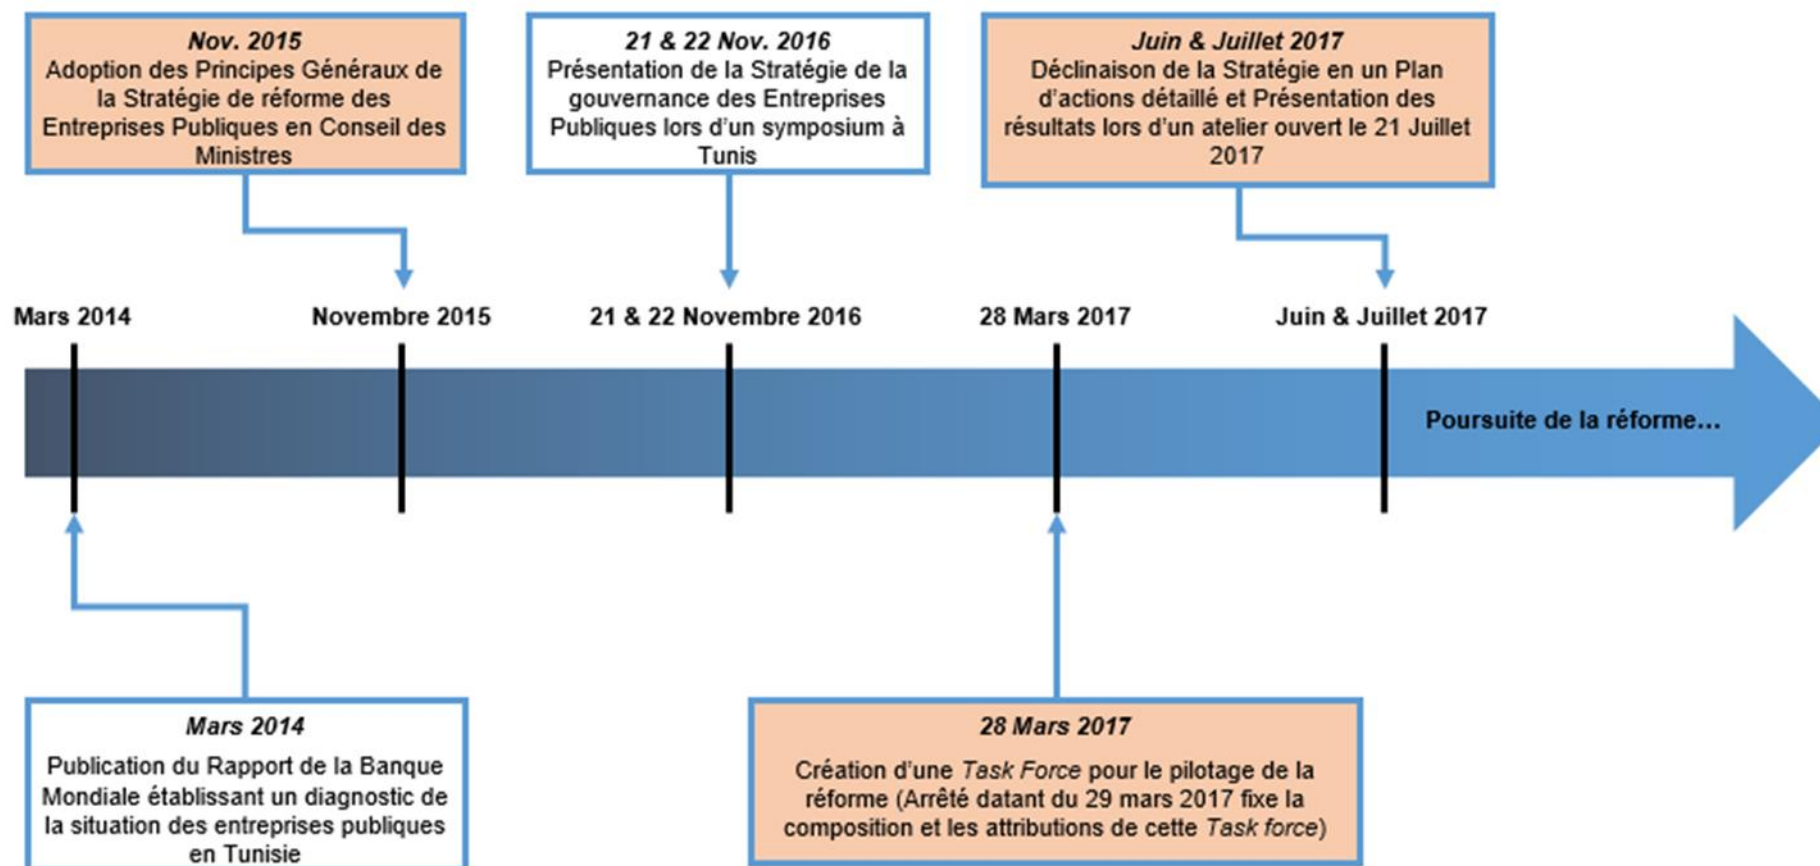 Nov. 2015
Adoption des Principes Généraux de
la Stratégie de réforme des
Entreprises Publiques en Conseil des
Ministres
21 & 22 Nov. 2016
Présentation de la Stratégie de la
gouvernance des Entreprises
Publiques lors d'un symposium à
Tunis
Juin & Juillet 2017
Déclinaison de la Stratégie en un Plan
d'actions détaillé et Présentation des
résultats lors d'un atelier ouvert le 21 Juillet
2017
Mars 2014
Novembre 2015
21 & 22 Novembre 2016
28 Mars 2017
Juin & Juillet 2017
Poursuite de la réforme...
Mars 2014
Publication du Rapport de la Banque
Mondiale établissant un diagnostic de
la situation des entreprises publiques
en Tunisie
28 Mars 2017
Création d'une Task Force pour le pilotage de la
réforme (Arrêté datant du 29 mars 2017 fixe la
composition et les attributions de cette Task force)